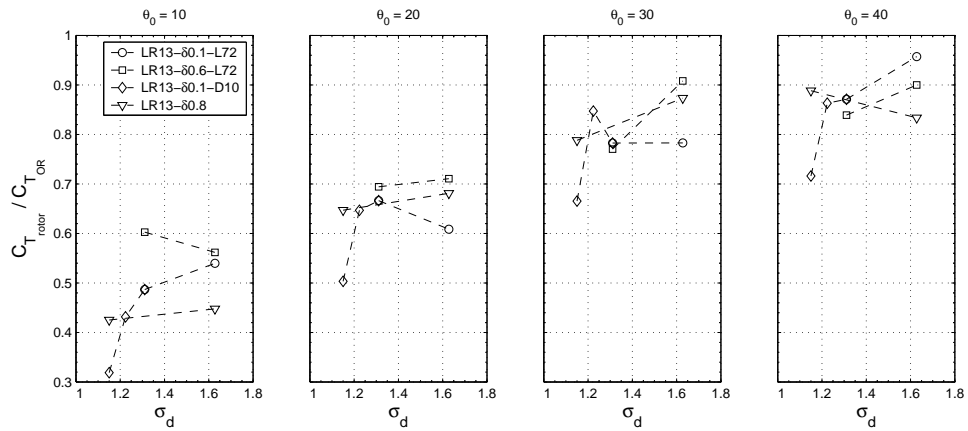 θ0 = 10
θ0 = 20
θ0 = 30
θ0 = 40
LR13−δ0.1−L72
LR13−δ0.6−L72
LR13−δ0.1−D10
LR13−δ0.8
CTrotor / CTOR
1
0.9
0.8
0.7
0.6
0.5
0.4
0.3
1 1.2 1.4 1.6 1.8
1 1.2 1.4 1.6 1.8
1 1.2 1.4 1.6 1.8
1 1.2 1.4 1.6 1.8
σd
σd
σd
σd